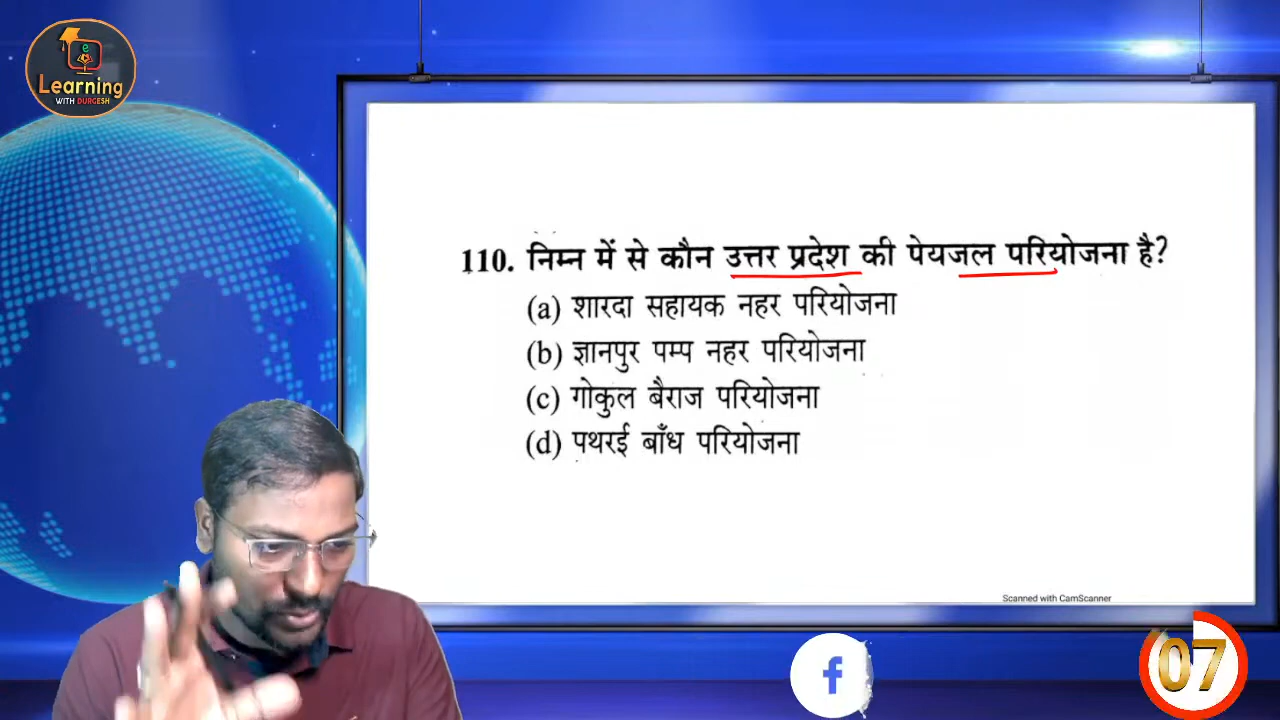 e
Learning
WITH DURGESH
110. निम्न में से कौन उत्तर प्रदेश की पेयजल परियोजना है?
(a) शारदा सहायक नहर परियोजना
(b) ज्ञानपुर पम्प नहर परियोजना
(c) गोकुल बैराज परियोजना
(d) पथरई बाँध परियोजना
Scanned with CamScanner
f
07